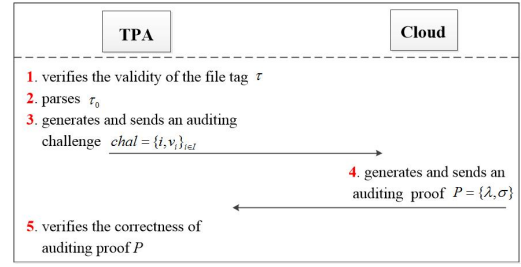 TPA
Cloud
1. verifies the validity of the file tag τ
2. parses τ₀
3. generates and sends an auditing
challenge chal = {i, vᵢ}ᵢ∈I
4. generates and sends an
auditing proof P = {λ, σ}
5. verifies the correctness of
auditing proof P